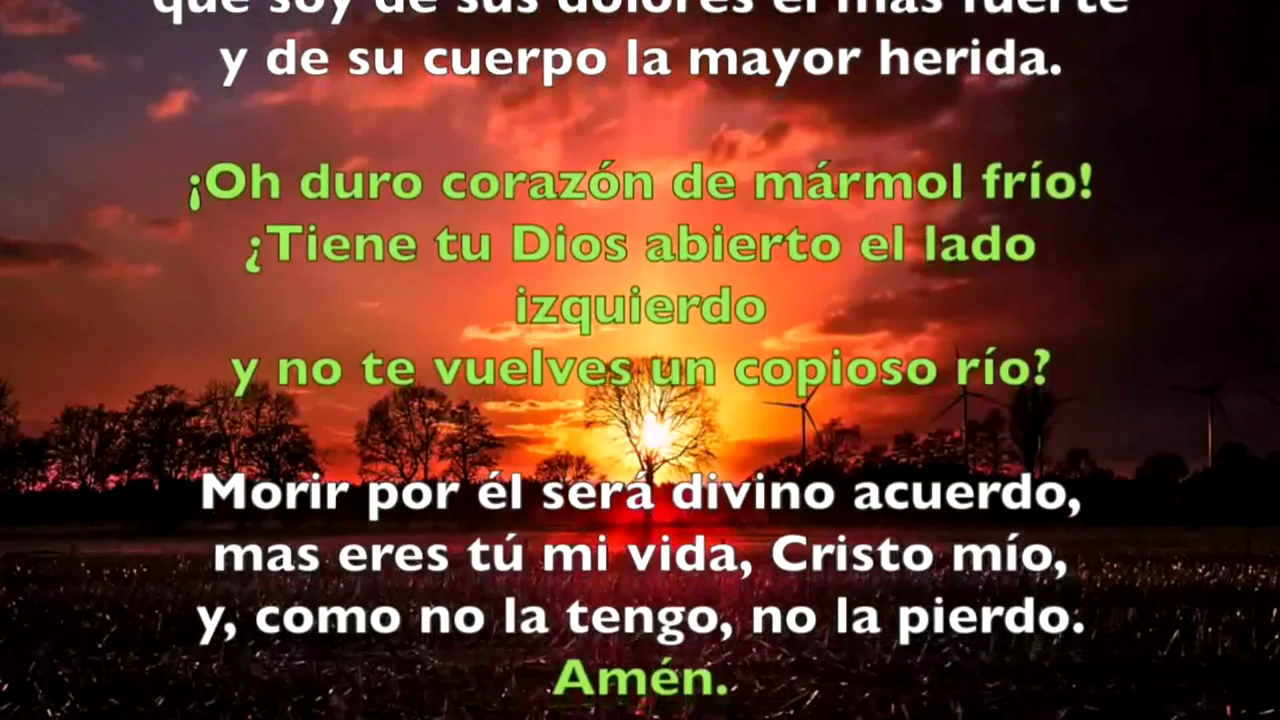 que soy de sus dolores el más fuerte
y de su cuerpo la mayor herida.
¡Oh duro corazón de mármol frío!
¿Tiene tu Dios abierto el lado
izquierdo
y no te vuelves un copioso río?
Morir por él será divino acuerdo,
mas eres tú mi vida, Cristo mío,
y, como no la tengo, no la pierdo.
Amén.